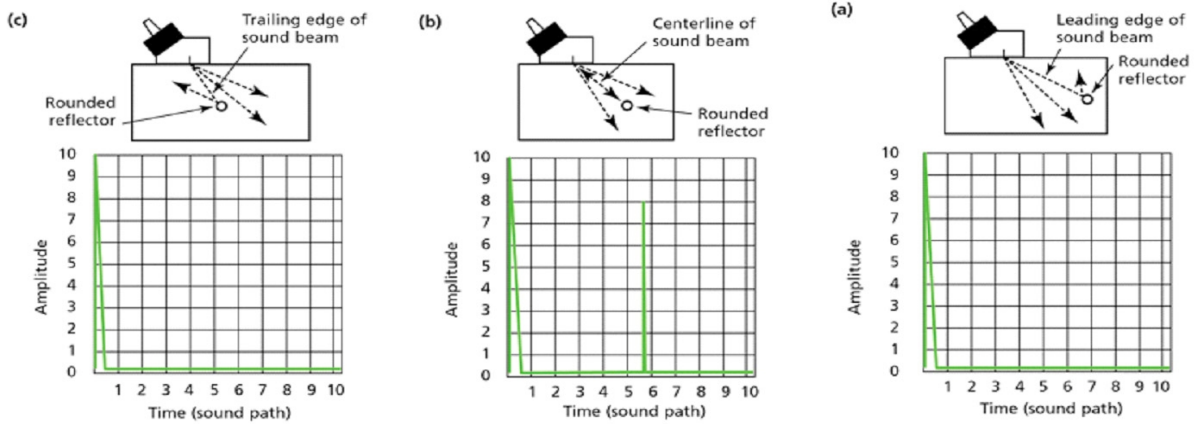 (c)
Trailing edge of
sound beam
Rounded
reflector
10
9
8
7
6
5
4
3
2
1
0
Amplitude
1 2 3 4 5 6 7 8 9 10
Time (sound path)
(b)
Centerline of
sound beam
Rounded
reflector
10
9
8
7
6
5
4
3
2
1
0
Amplitude
1 2 3 4 5 6 7 8 9 10
Time (sound path)
(a)
Leading edge of
sound beam
Rounded
reflector
10
9
8
7
6
5
4
3
2
1
0
Amplitude
1 2 3 4 5 6 7 8 9 10
Time (sound path)